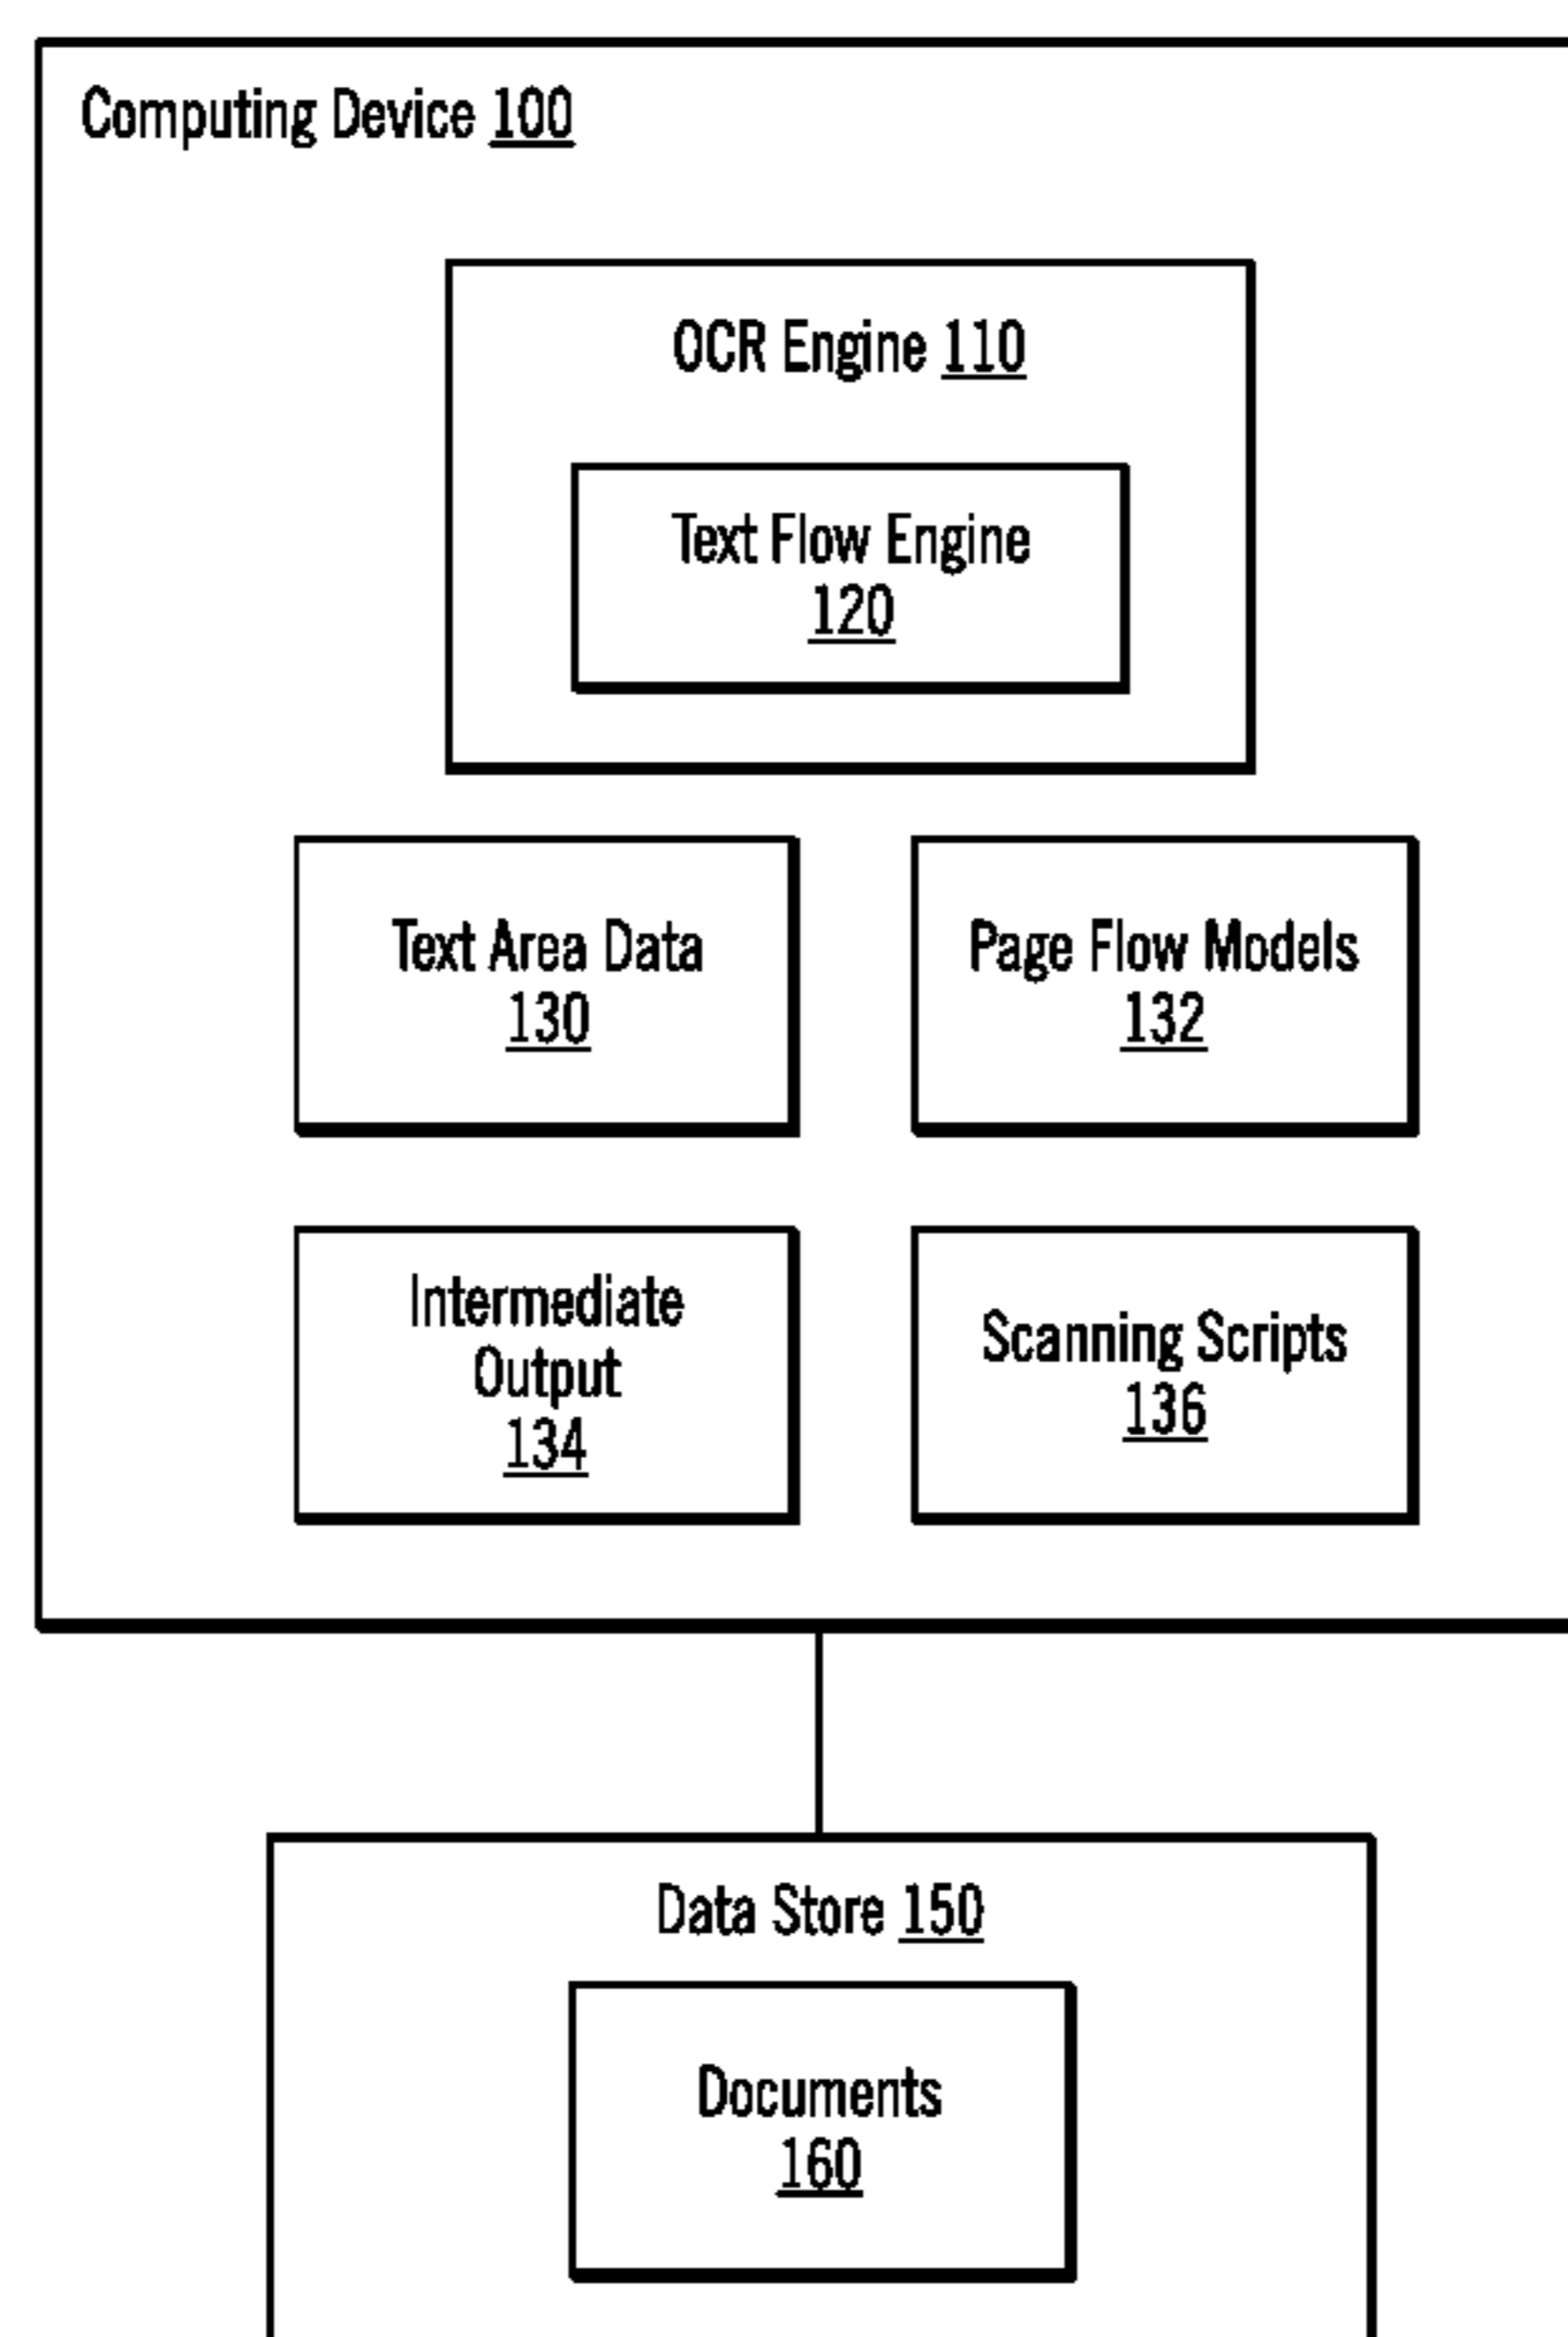 Computing Device 100
OCR Engine 110
Text Flow Engine
120
Text Area Data
130
Page Flow Models
132
Intermediate
Output
134
Scanning Scripts
136
Data Store 150
Documents
160